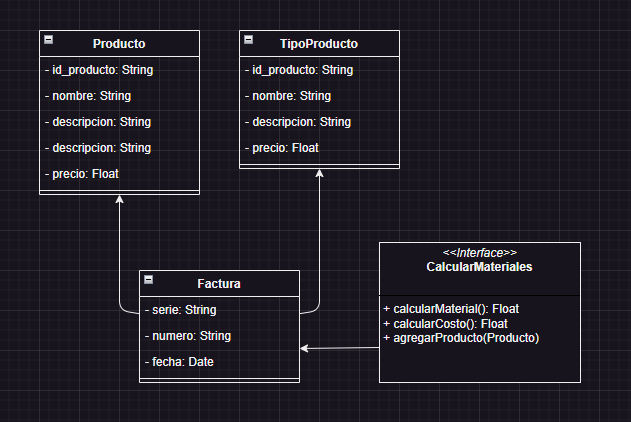 Producto
- id_producto: String
- nombre: String
- descripcion: String
- descripcion: String
- precio: Float
TipoProducto
- id_producto: String
- nombre: String
- descripcion: String
- precio: Float
Factura
- serie: String
- numero: String
- fecha: Date
<<Interface>>
CalcularMateriales
+ calcularMaterial(): Float
+ calcularCosto(): Float
+ agregarProducto(Producto)